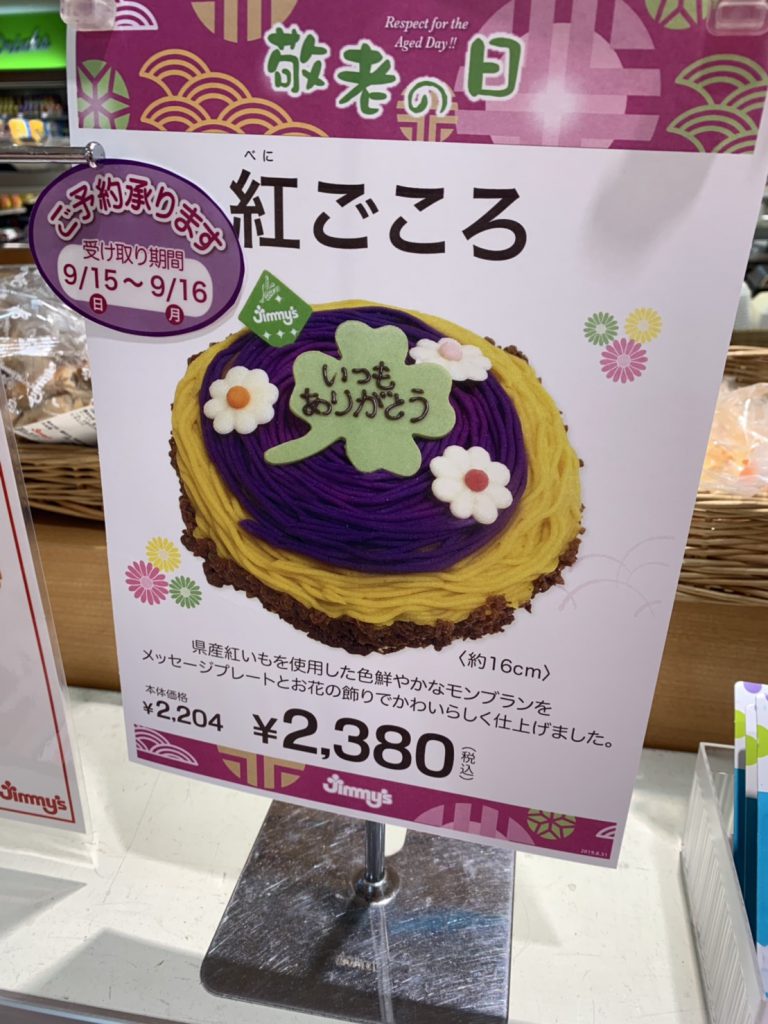 Respect for the
Aged Day!!
敬老の日
べに
紅ごころ
ご予約承ります
受け取り期間
9/15～9/16
日 月
Jimmy's
いつも
ありがとう
〈約16cm〉
県産紅いもを使用した色鮮やかなモンブランを
メッセージプレートとお花の飾りでかわいらしく仕上げました。
本体価格
¥2,204 ¥2,380(税込)
Jimmy's
2019.8.31
Jimmy's